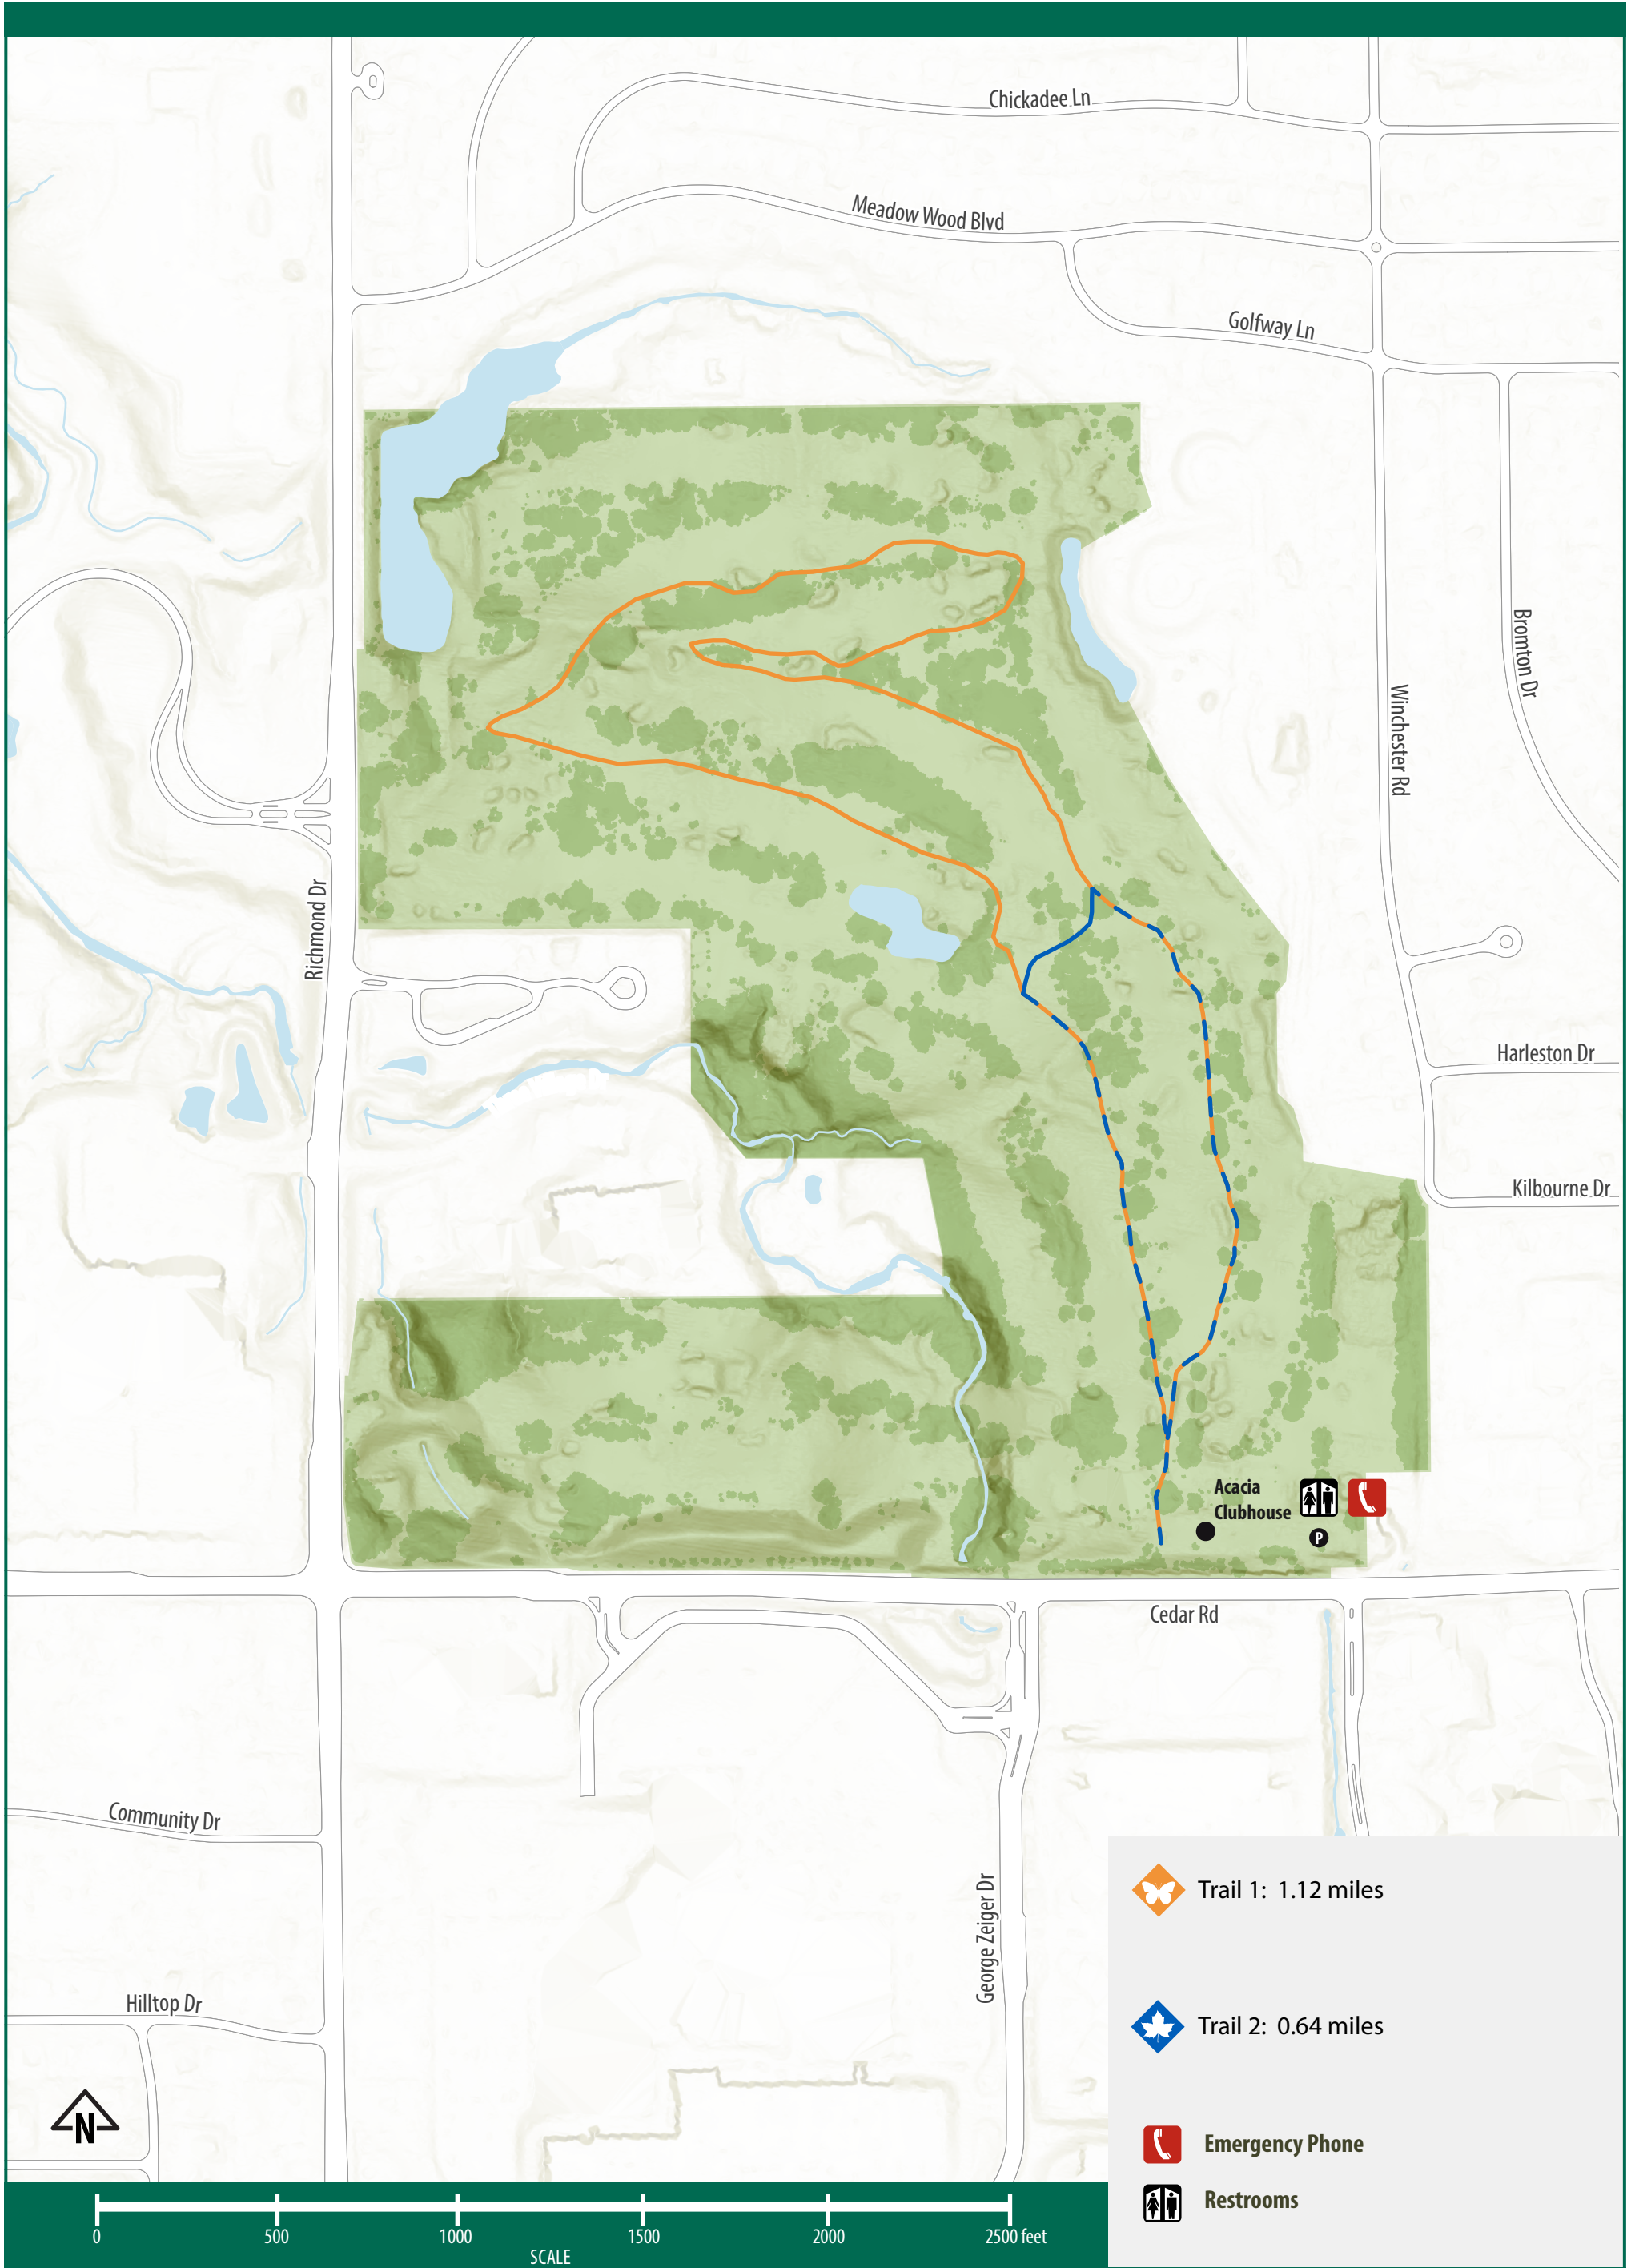 Chickadee Ln
Meadow Wood Blvd
Golfway Ln
Bromton Dr
Winchester Rd
Richmond Dr
Harleston Dr
Kilbourne Dr
Acacia
Clubhouse
P
Cedar Rd
Community Dr
George Zeiger Dr
Hilltop Dr
N
Trail 1: 1.12 miles
Trail 2: 0.64 miles
Emergency Phone
Restrooms
0 500 1000 1500 2000 2500 feet
SCALE